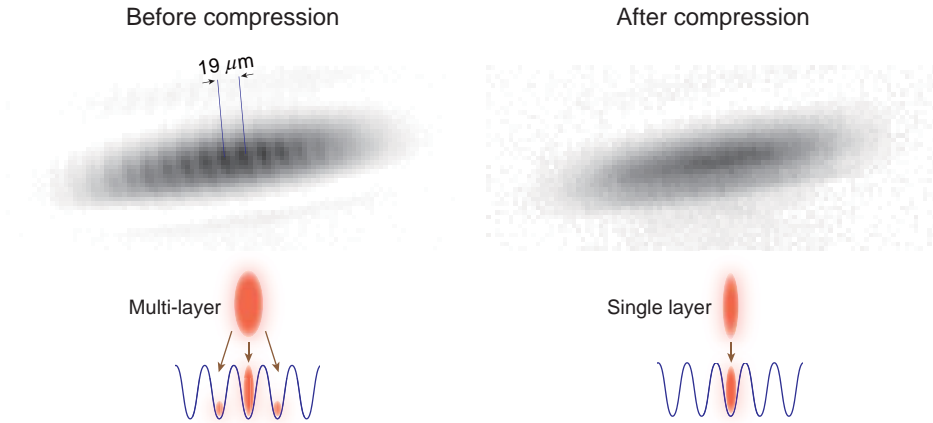 Before compression
After compression
19 μm
Multi-layer
Single layer